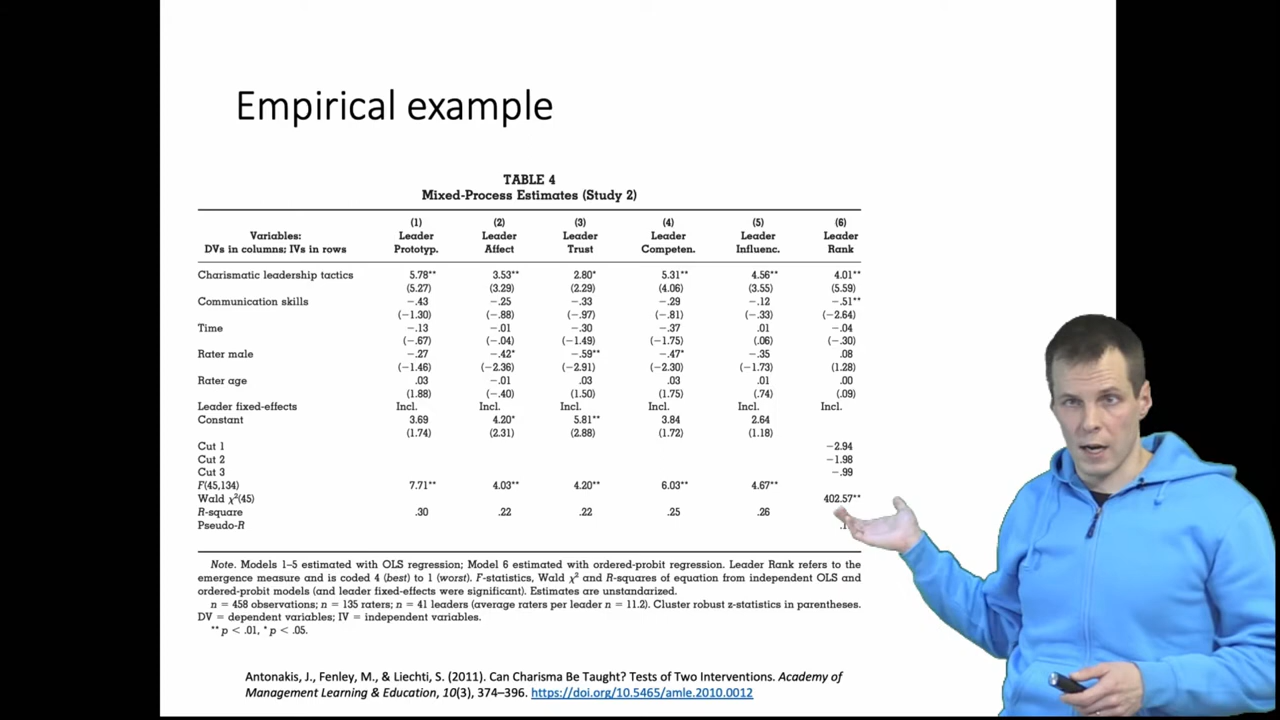 Empirical example
TABLE 4
Mixed-Process Estimates (Study 2)
(1) (2) (3) (4) (5) (6)
Leader Leader Leader Leader Leader Leader
Variables:
DVs in columns; IVs in rows Prototyp. Affect Trust Competen. Influenc. Rank
Charismatic leadership tactics 5.78** 3.53** 2.80* 5.31** 4.56** 4.01**
(5.27) (3.29) (2.29) (4.06) (3.55) (5.59)
Communication skills −.43 −.25 −.33 −.29 −.12 −.51**
(−1.30) (−.88) (−.97) (−.81) (−.33) (−2.64)
Time −.13 −.01 −.30 −.37 .01 −.04
(−.67) (−.04) (−1.49) (−1.75) (.06) (−.30)
Rater male −.27 −.42* −.59** −.47* −.35 .08
(−1.46) (−2.36) (−2.91) (−2.30) (−1.73) (1.28)
Rater age .03 −.01 .03 .03 .01 .00
(1.88) (−.40) (1.50) (1.75) (.74) (.09)
Leader fixed-effects Incl. Incl. Incl. Incl. Incl. Incl.
Constant 3.69 4.20* 5.81** 3.84 2.64
(1.74) (2.31) (2.88) (1.72) (1.18)
Cut 1 −2.94
Cut 2 −1.98
Cut 3 −.99
F(45,134) 7.71** 4.03** 4.20** 6.03** 4.67**
Wald χ²(45) 402.57**
R-square .30 .22 .22 .25 .26
Pseudo-R
Note. Models 1–5 estimated with OLS regression; Model 6 estimated with ordered-probit regression. Leader Rank refers to the
emergence measure and is coded 4 (best) to 1 (worst). F-statistics, Wald χ² and R-squares of equation from independent OLS and
ordered-probit models (and leader fixed-effects were significant). Estimates are unstandarized.
n = 458 observations; n = 135 raters; n = 41 leaders (average raters per leader n = 11.2). Cluster robust z-statistics in parentheses.
DV = dependent variables; IV = independent variables.
** p < .01, * p < .05.
Antonakis, J., Fenley, M., & Liechti, S. (2011). Can Charisma Be Taught? Tests of Two Interventions. Academy of
Management Learning & Education, 10(3), 374–396. https://doi.org/10.5465/amle.2010.0012